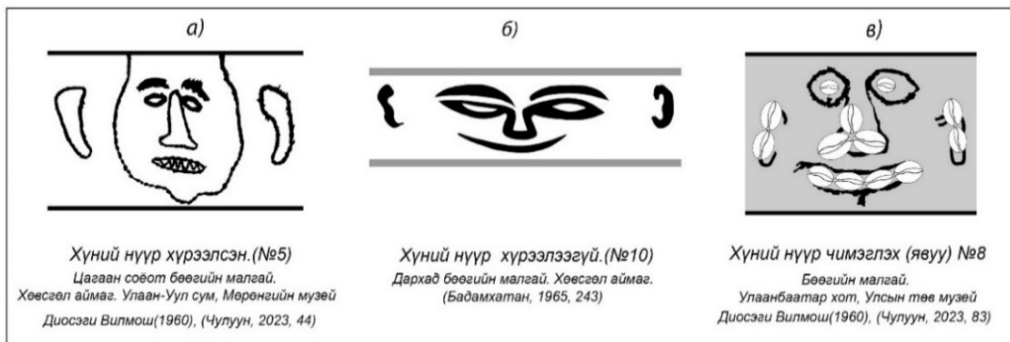 а)
Хүний нүүр хүрээлсэн.(№5)
Цагаан соёот бөөгийн малгай.
Хөвсгөл аймаг. Улаан-Уул сум, Мөрөнгийн музей
Диосэги Вилмош(1960), (Чулуун, 2023, 44)
б)
Хүний нүүр хүрээлээгүй.(№10)
Дархад бөөгийн малгай. Хөвсгөл аймаг.
(Бадамхатан, 1965, 243)
в)
Хүний нүүр чимэглэх (явуу) №8
Бөөгийн малгай.
Улаанбаатар хот, Улсын төв музей
Диосэги Вилмош(1960), (Чулуун, 2023, 83)